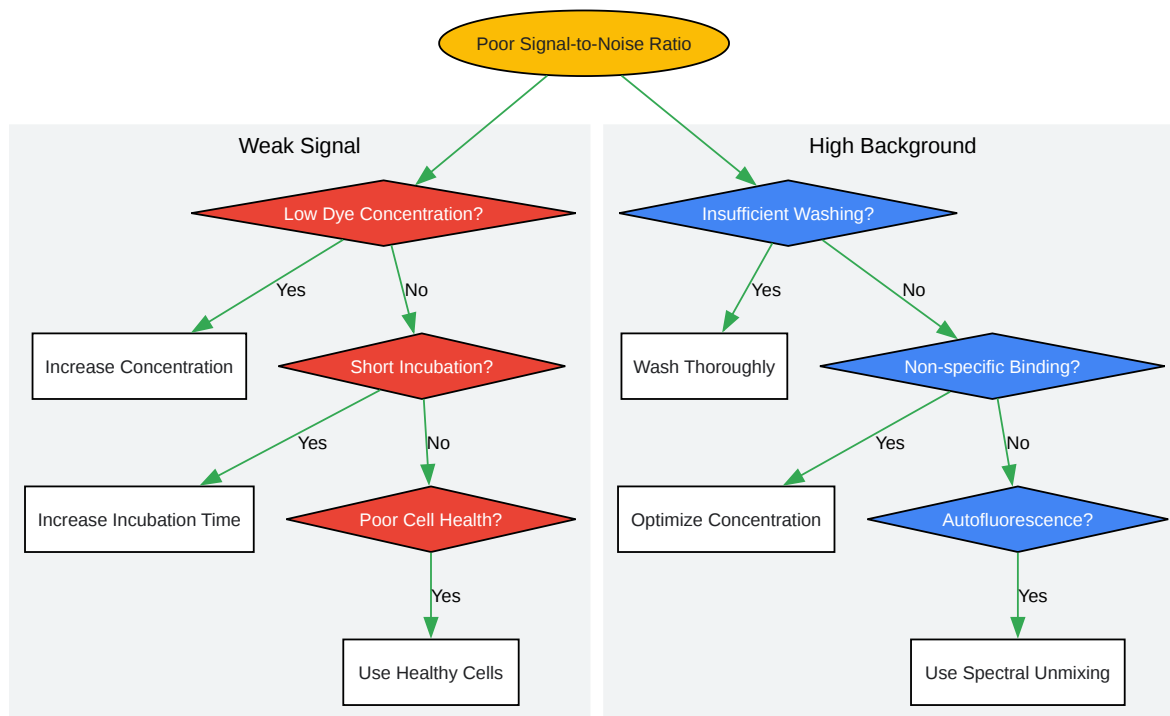 Poor Signal-to-Noise Ratio
Weak Signal
Low Dye Concentration?
Yes
No
Increase Concentration
Short Incubation?
Yes
No
Increase Incubation Time
Poor Cell Health?
Yes
Use Healthy Cells
High Background
Insufficient Washing?
Yes
No
Wash Thoroughly
Non-specific Binding?
Yes
No
Optimize Concentration
Autofluorescence?
Yes
Use Spectral Unmixing